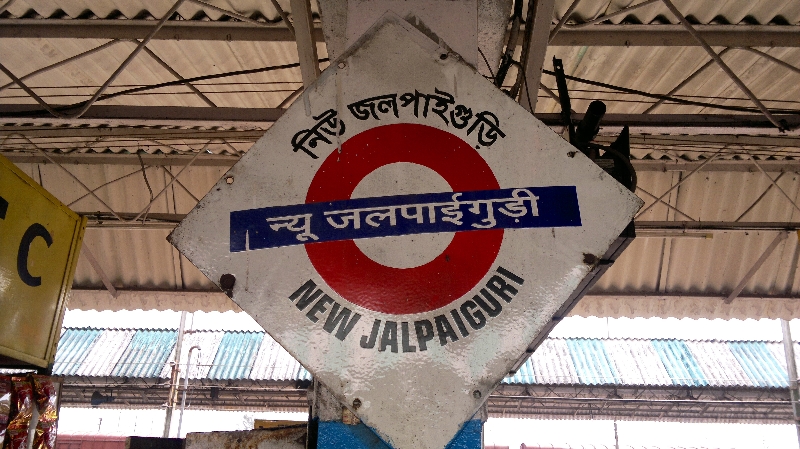 নিউ জলপাইগুড়ি
न्यू जलपाईगुड़ी
NEW JALPAIGURI
C